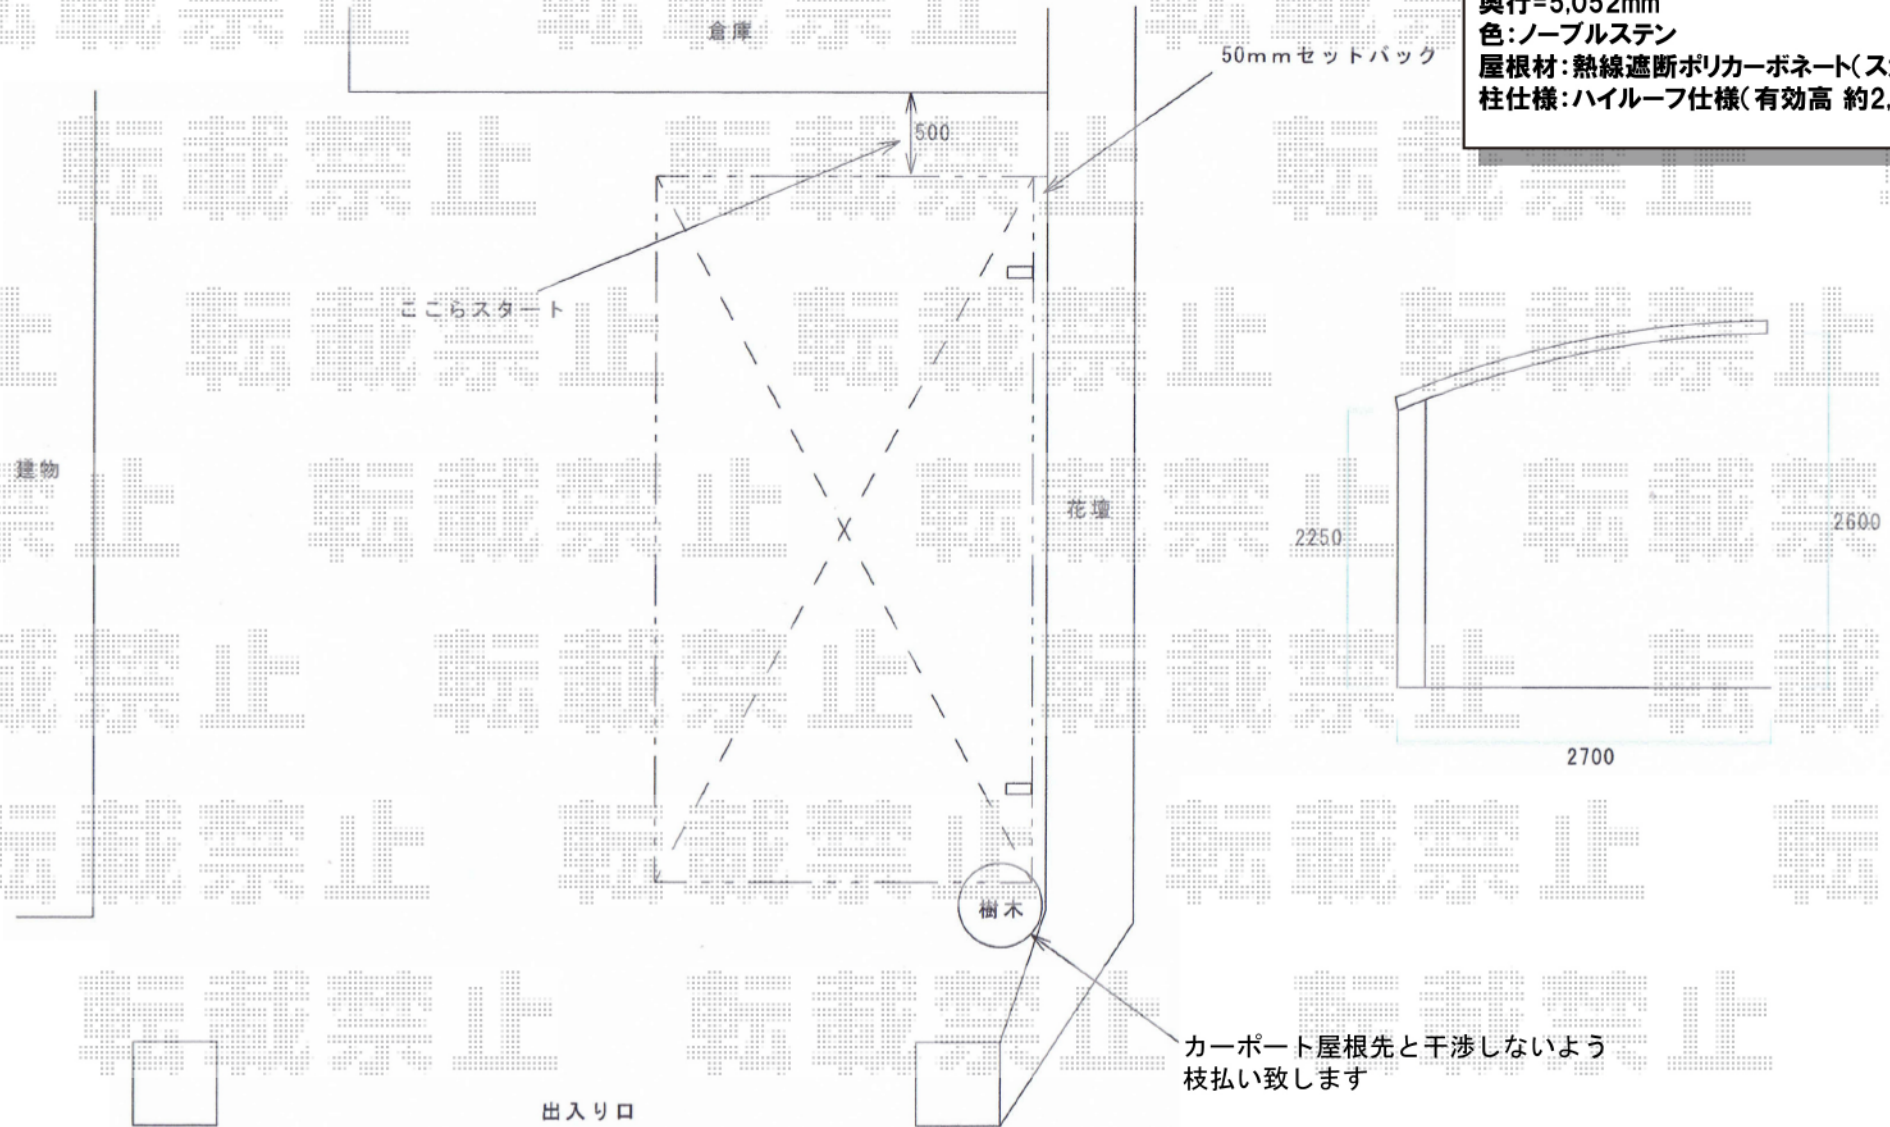 倉庫
50mmセットバック
奥行=5,052mm
色:ノーブルステン
屋根材:熱線遮断ポリカーボネート(ス
柱仕様:ハイルーフ仕様(有効高 約2,
500
ここらスタート
建物
花壇
2250
2600
2700
樹木
カーポート屋根先と干渉しないよう
枝払い致します
出入り口
転載禁止